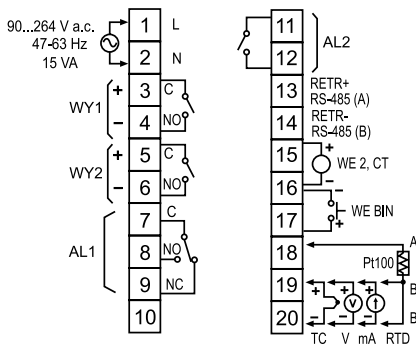 90...264 V a.c.
47-63 Hz
15 VA
1 L
2 N
WY1 + 3 C
− 4 NO
WY2 + 5 C
− 6 NO
AL1
7 C
8 NO
9 NC
10
11
12
AL2
13 RETR+
RS-485 (A)
14 RETR-
RS-485 (B)
15 +
WE 2, CT
16 − −
WE BIN
17 +
18 A
Pt100
19 + + + B
V
20 − − − B
TC V mA RTD